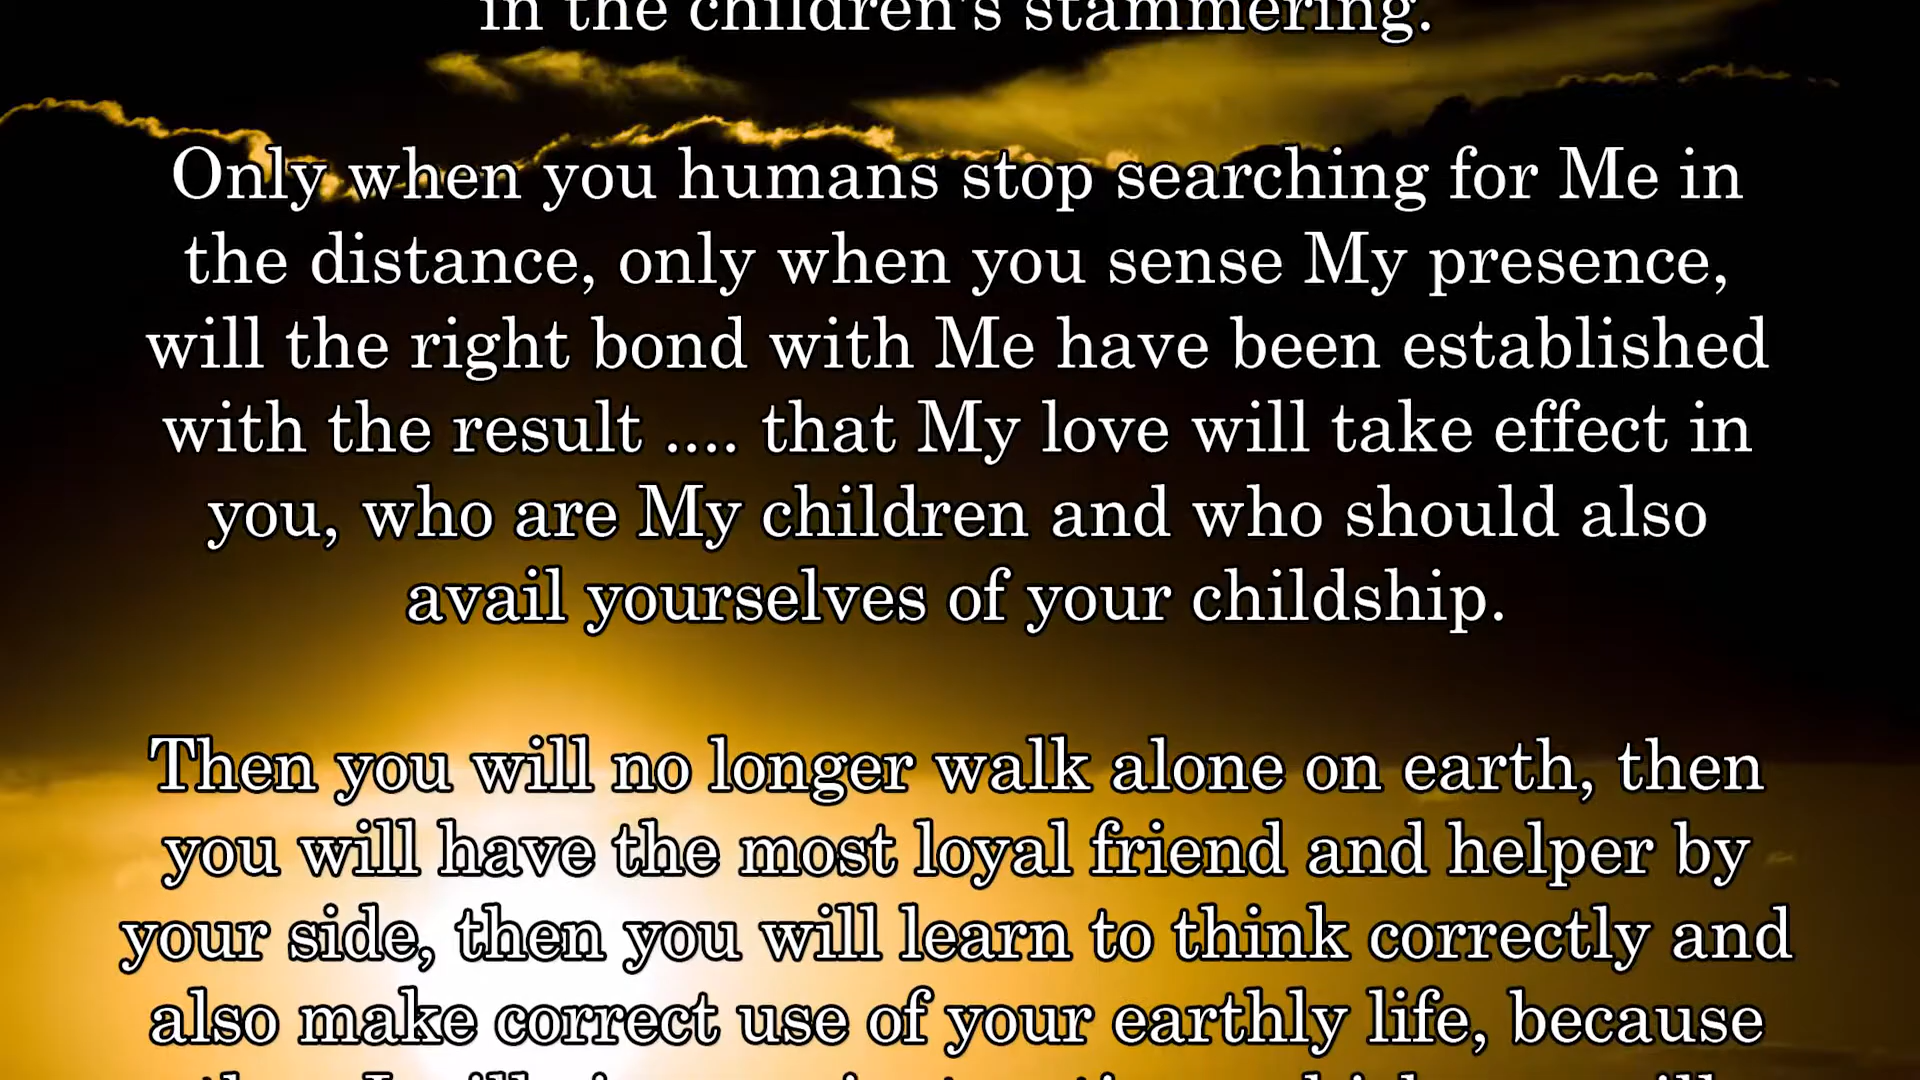 in the children's stammering.
Only when you humans stop searching for Me in
the distance, only when you sense My presence,
will the right bond with Me have been established
with the result .... that My love will take effect in
you, who are My children and who should also
avail yourselves of your childship.
Then you will no longer walk alone on earth, then
you will have the most loyal friend and helper by
your side, then you will learn to think correctly and
also make correct use of your earthly life, because